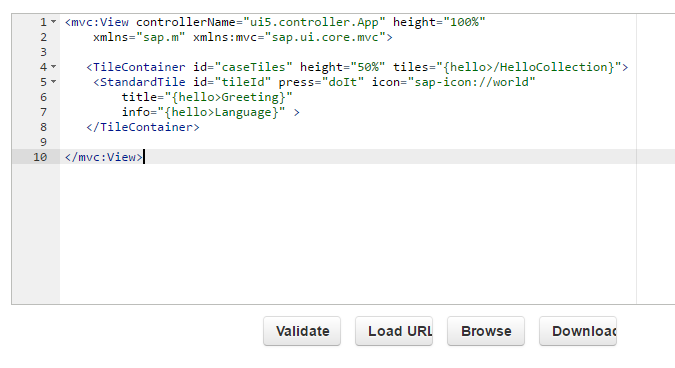 1 <mvc:View controllerName="ui5.controller.App" height="100%"
2 xmlns="sap.m" xmlns:mvc="sap.ui.core.mvc">
3
4 <TileContainer id="caseTiles" height="50%" tiles="{hello>/HelloCollection}">
5 <StandardTile id="tileId" press="doIt" icon="sap-icon://world"
6 title="{hello>Greeting}"
7 info="{hello>Language}" >
8 </TileContainer>
9
10 </mvc:View>
Validate Load URL Browse Download